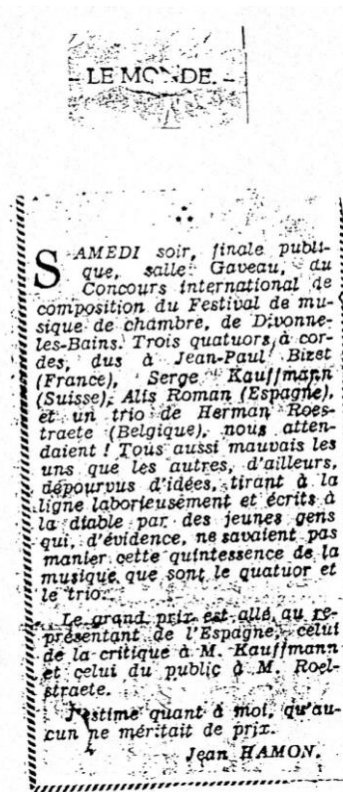 LE MONDE.
SAMEDI soir, finale publi-
que, salle Gaveau, du
Concours international de
composition du Festival de mu-
sique de chambre, de Divonne-
les-Bains. Trois quatuors à cor-
des, dus à Jean-Paul Bizet
(France), Serge Kauffmann
(Suisse), Alis Roman (Espagne),
et un trio de Herman Roes-
traete (Belgique), nous atten-
daient ! Tous aussi mauvais les
uns que les autres, d'ailleurs,
dépourvus d'idées, tirant à la
ligne laborieusement et écrits à
la diable par des jeunes gens
qui, d'évidence, ne savaient pas
manier cette quintessence de la
musique que sont le quatuor et
le trio.
Le grand prix est allé au re-
présentant de l'Espagne, celui
de la critique à M. Kauffmann
et celui du public à M. Roel-
straete.
J'estime quant à moi, qu'au-
cun ne méritait de prix.
Jean HAMON.